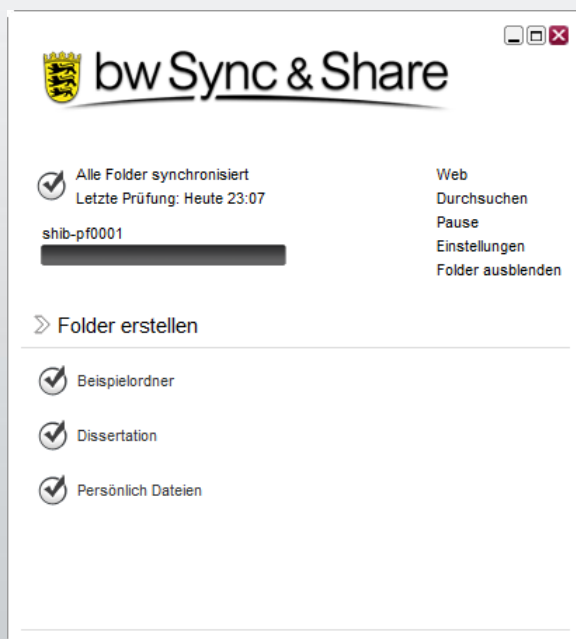 bw Sync & Share
Alle Folder synchronisiert
Letzte Prüfung: Heute 23:07
shib-pf0001
Web
Durchsuchen
Pause
Einstellungen
Folder ausblenden
Folder erstellen
Beispielordner
Dissertation
Persönlich Dateien